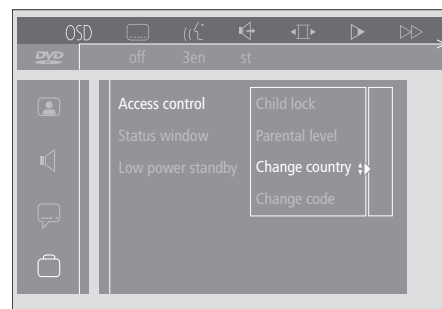 OSD
DVD
off 3en st
Access control
Status window
Low power standby
Child lock
Parental level
Change country
Change code